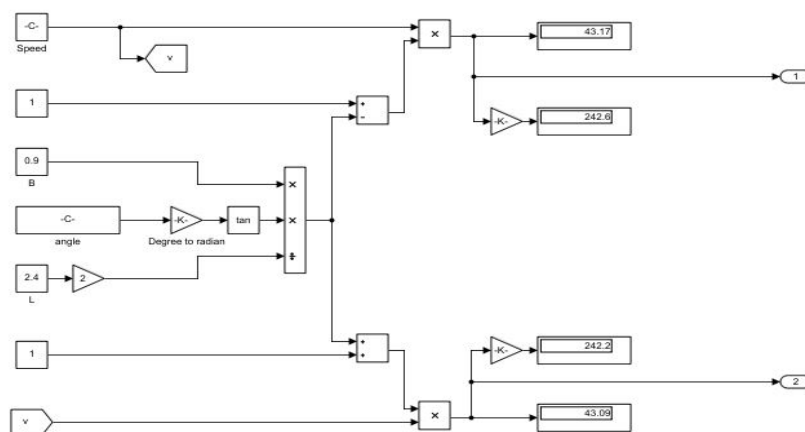 -C-
Speed
v
×
43.17
1
-K-
242.6
1
+
-
0.9
B
×
-C-
angle
-K-
Degree to radian
tan
×
÷
2.4
L
2
1
+
+
-K-
242.2
2
v
×
43.09